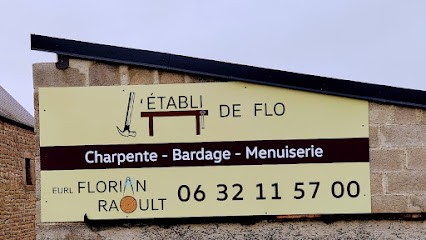 L'ÉTABLI DE FLO
Charpente - Bardage - Menuiserie
EURL FLORIAN
RAOULT
06 32 11 57 00